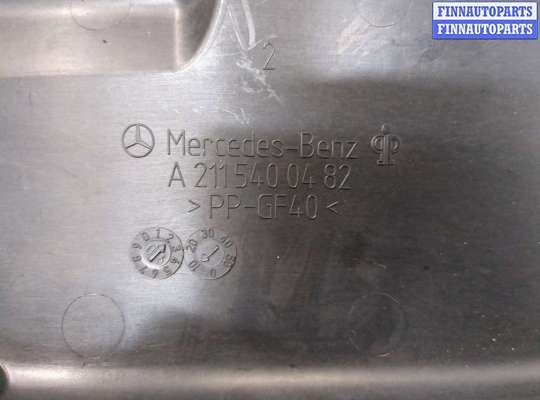 FINNAUTOPARTS
FINNAUTOPARTS
2
Mercedes-Benz
A 211 540 04 82
>PP-GF40<